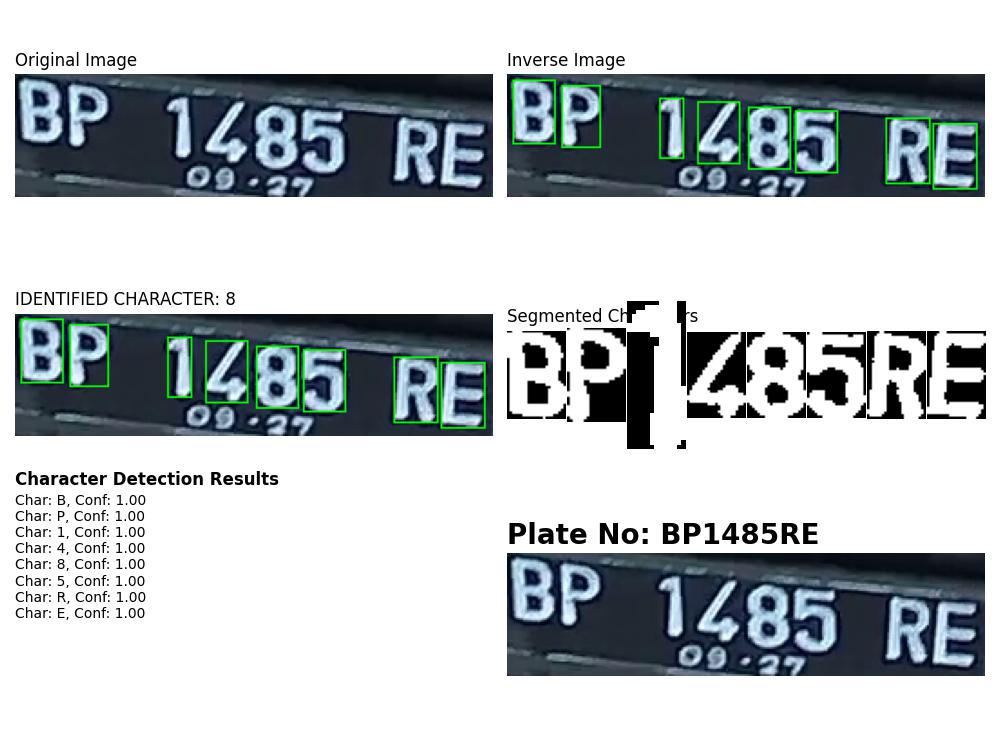 Original Image
BP 1485 RE
09·27
Inverse Image
BP 1485 RE
09·27
IDENTIFIED CHARACTER: 8
BP 1485 RE
09·27
Segmented Ch rs
BP1485RE
Character Detection Results
Char: B, Conf: 1.00
Char: P, Conf: 1.00
Char: 1, Conf: 1.00
Char: 4, Conf: 1.00
Char: 8, Conf: 1.00
Char: 5, Conf: 1.00
Char: R, Conf: 1.00
Char: E, Conf: 1.00
Plate No: BP1485RE
BP 1485 RE
09·27